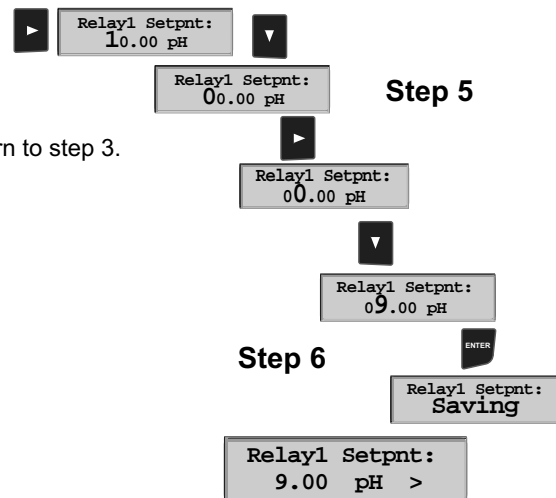 Relay1 Setpnt:
10.00 pH
Relay1 Setpnt:
00.00 pH
Step 5
rn to step 3.
Relay1 Setpnt:
00.00 pH
Relay1 Setpnt:
09.00 pH
ENTER
Step 6
Relay1 Setpnt:
Saving
Relay1 Setpnt:
9.00 pH >